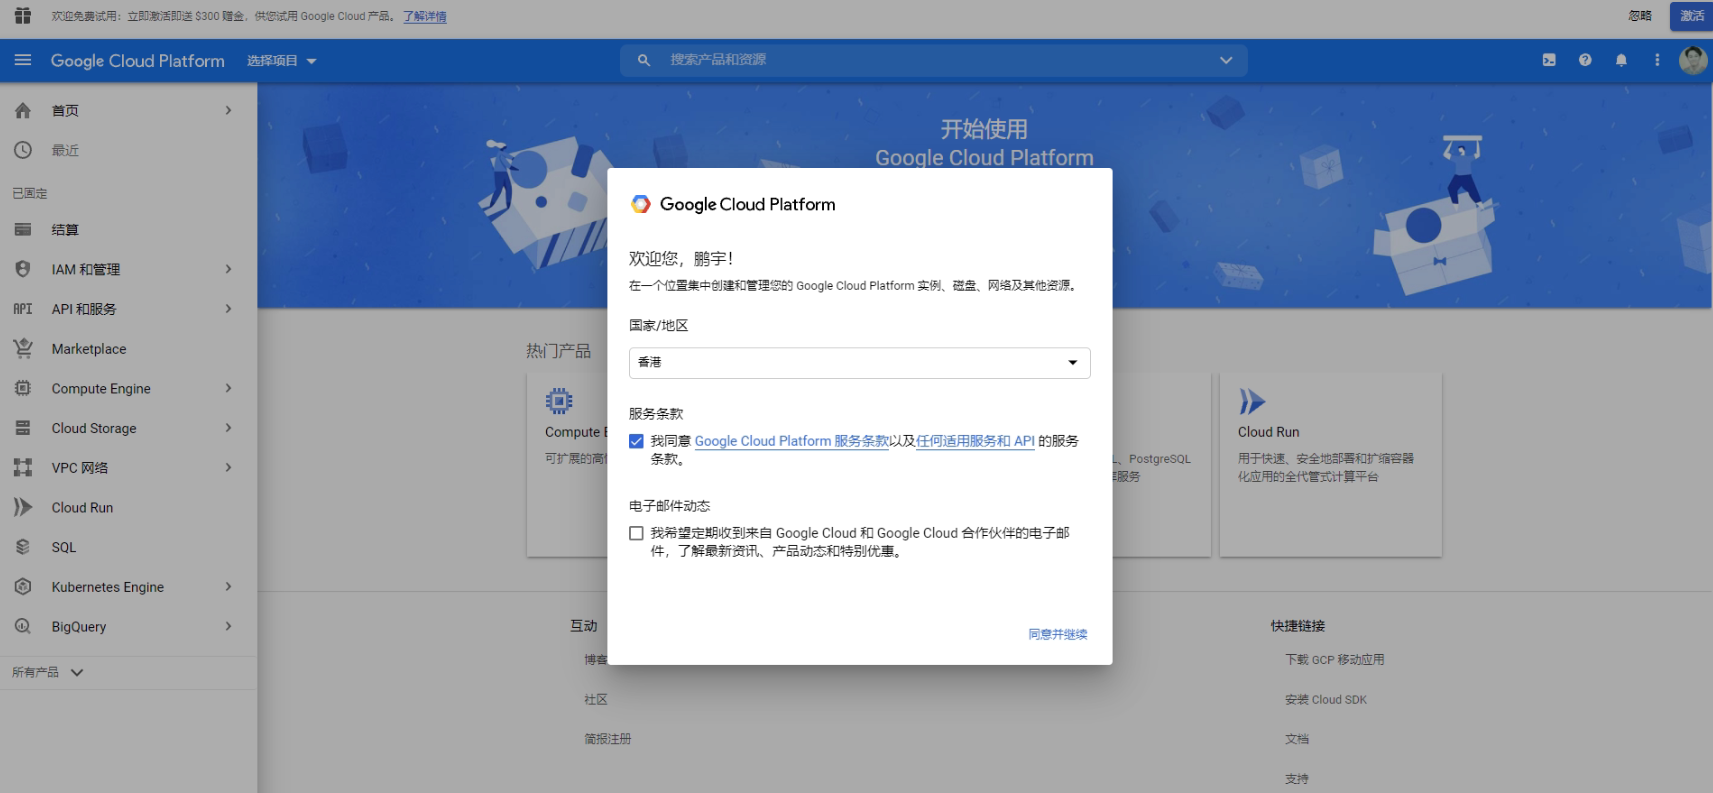 欢迎免费试用：立即激活即送 $300 赠金，供您试用 Google Cloud 产品。 了解详情
忽略
激活
Google Cloud Platform
选择项目
搜索产品和资源
首页
最近
已固定
结算
IAM 和管理
API 和服务
Marketplace
Compute Engine
Cloud Storage
VPC 网络
Cloud Run
SQL
Kubernetes Engine
BigQuery
所有产品
开始使用
Google Cloud Platform
Google Cloud Platform
欢迎您，鹏宇！
在一个位置集中创建和管理您的 Google Cloud Platform 实例、磁盘、网络及其他资源。
国家/地区
香港
服务条款
我同意 Google Cloud Platform 服务条款以及任何适用服务和 API 的服务
条款。
电子邮件动态
我希望定期收到来自 Google Cloud 和 Google Cloud 合作伙伴的电子邮
件，了解最新资讯、产品动态和特别优惠。
同意并继续
热门产品
Compute
可扩展的高
L、PostgreSQL
服务
Cloud Run
用于快速、安全地部署和扩缩容器
化应用的全代管式计算平台
互动
博客
社区
简报注册
快捷链接
下载 GCP 移动应用
安装 Cloud SDK
文档
支持